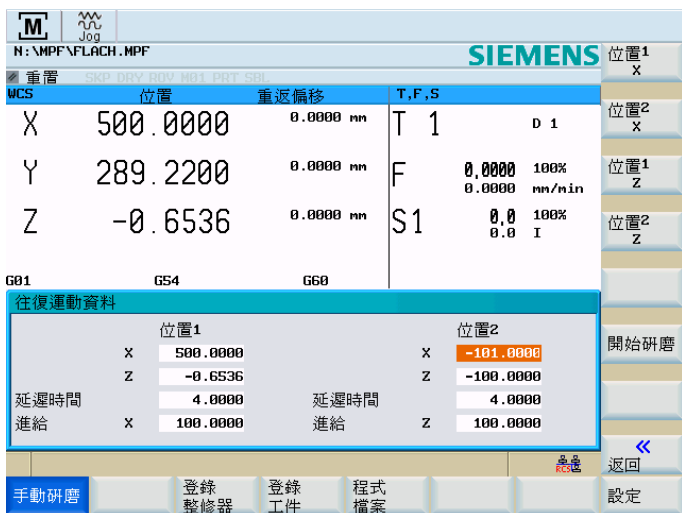 M
Jog
N:\MPF\FLACH.MPF
SIEMENS
重置 SKP DRY ROV M01 PRT SBL
WCS 位置 重返偏移 T,F,S
X 500.0000 0.0000 mm T 1 D 1
Y 289.2200 0.0000 mm F 0.0000 100%
0.0000 mm/min
Z -0.6536 0.0000 mm S1 0.0 100%
0.0 I
G01 G54 G60
往復運動資料
位置1 位置2
X 500.0000 X -101.0000
Z -0.6536 Z -100.0000
延遲時間 4.0000 延遲時間 4.0000
進給 X 100.0000 進給 Z 100.0000
RCS
位置1
X
位置2
X
位置1
Z
位置2
Z
開始研磨
«
返回
手動研磨
登錄
整修器
登錄
工件
程式
檔案
設定